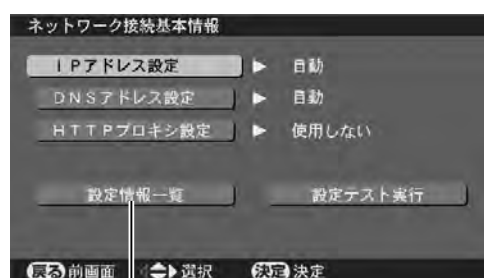 ネットワーク接続基本情報
IPアドレス設定 ▶ 自動
DNSアドレス設定 ▶ 自動
HTTPプロキシ設定 ▶ 使用しない
設定情報一覧 設定テスト実行
戻る 前画面 選択 決定 決定